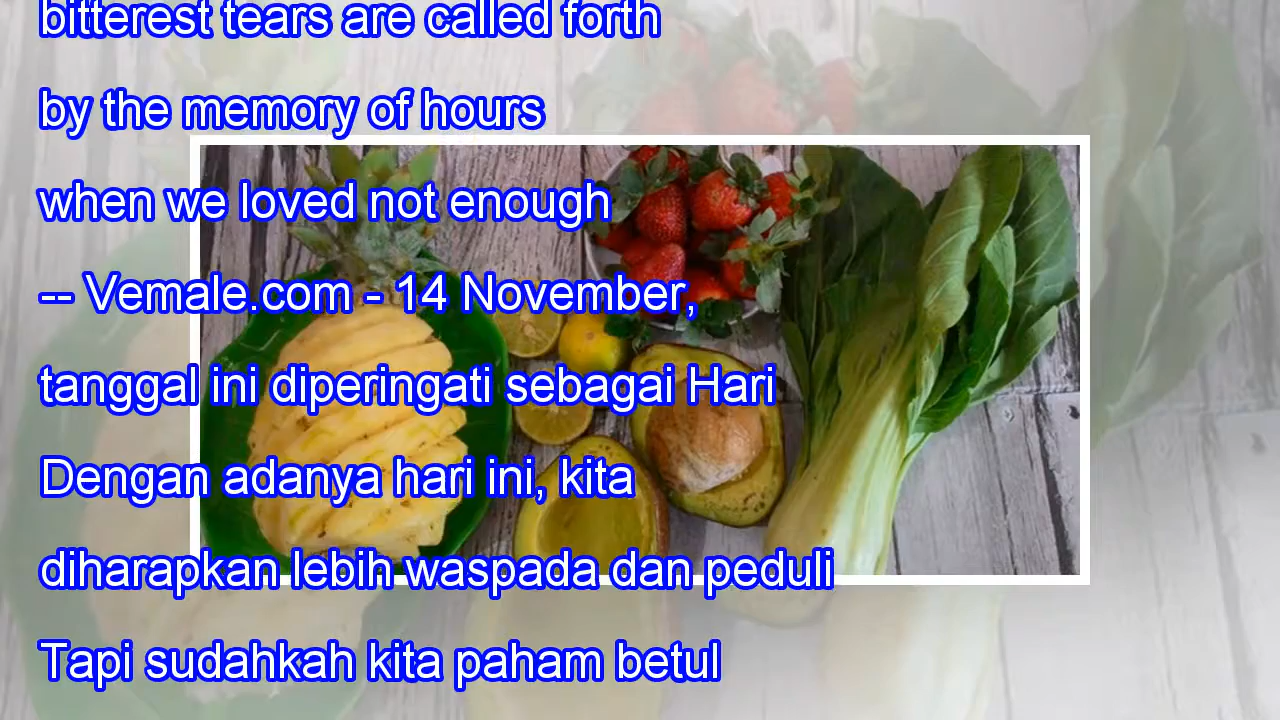 bitterest tears are called forth
by the memory of hours
when we loved not enough
-- Vemale.com - 14 November,
tanggal ini diperingati sebagai Hari
Dengan adanya hari ini, kita
diharapkan lebih waspada dan peduli
Tapi sudahkah kita paham betul